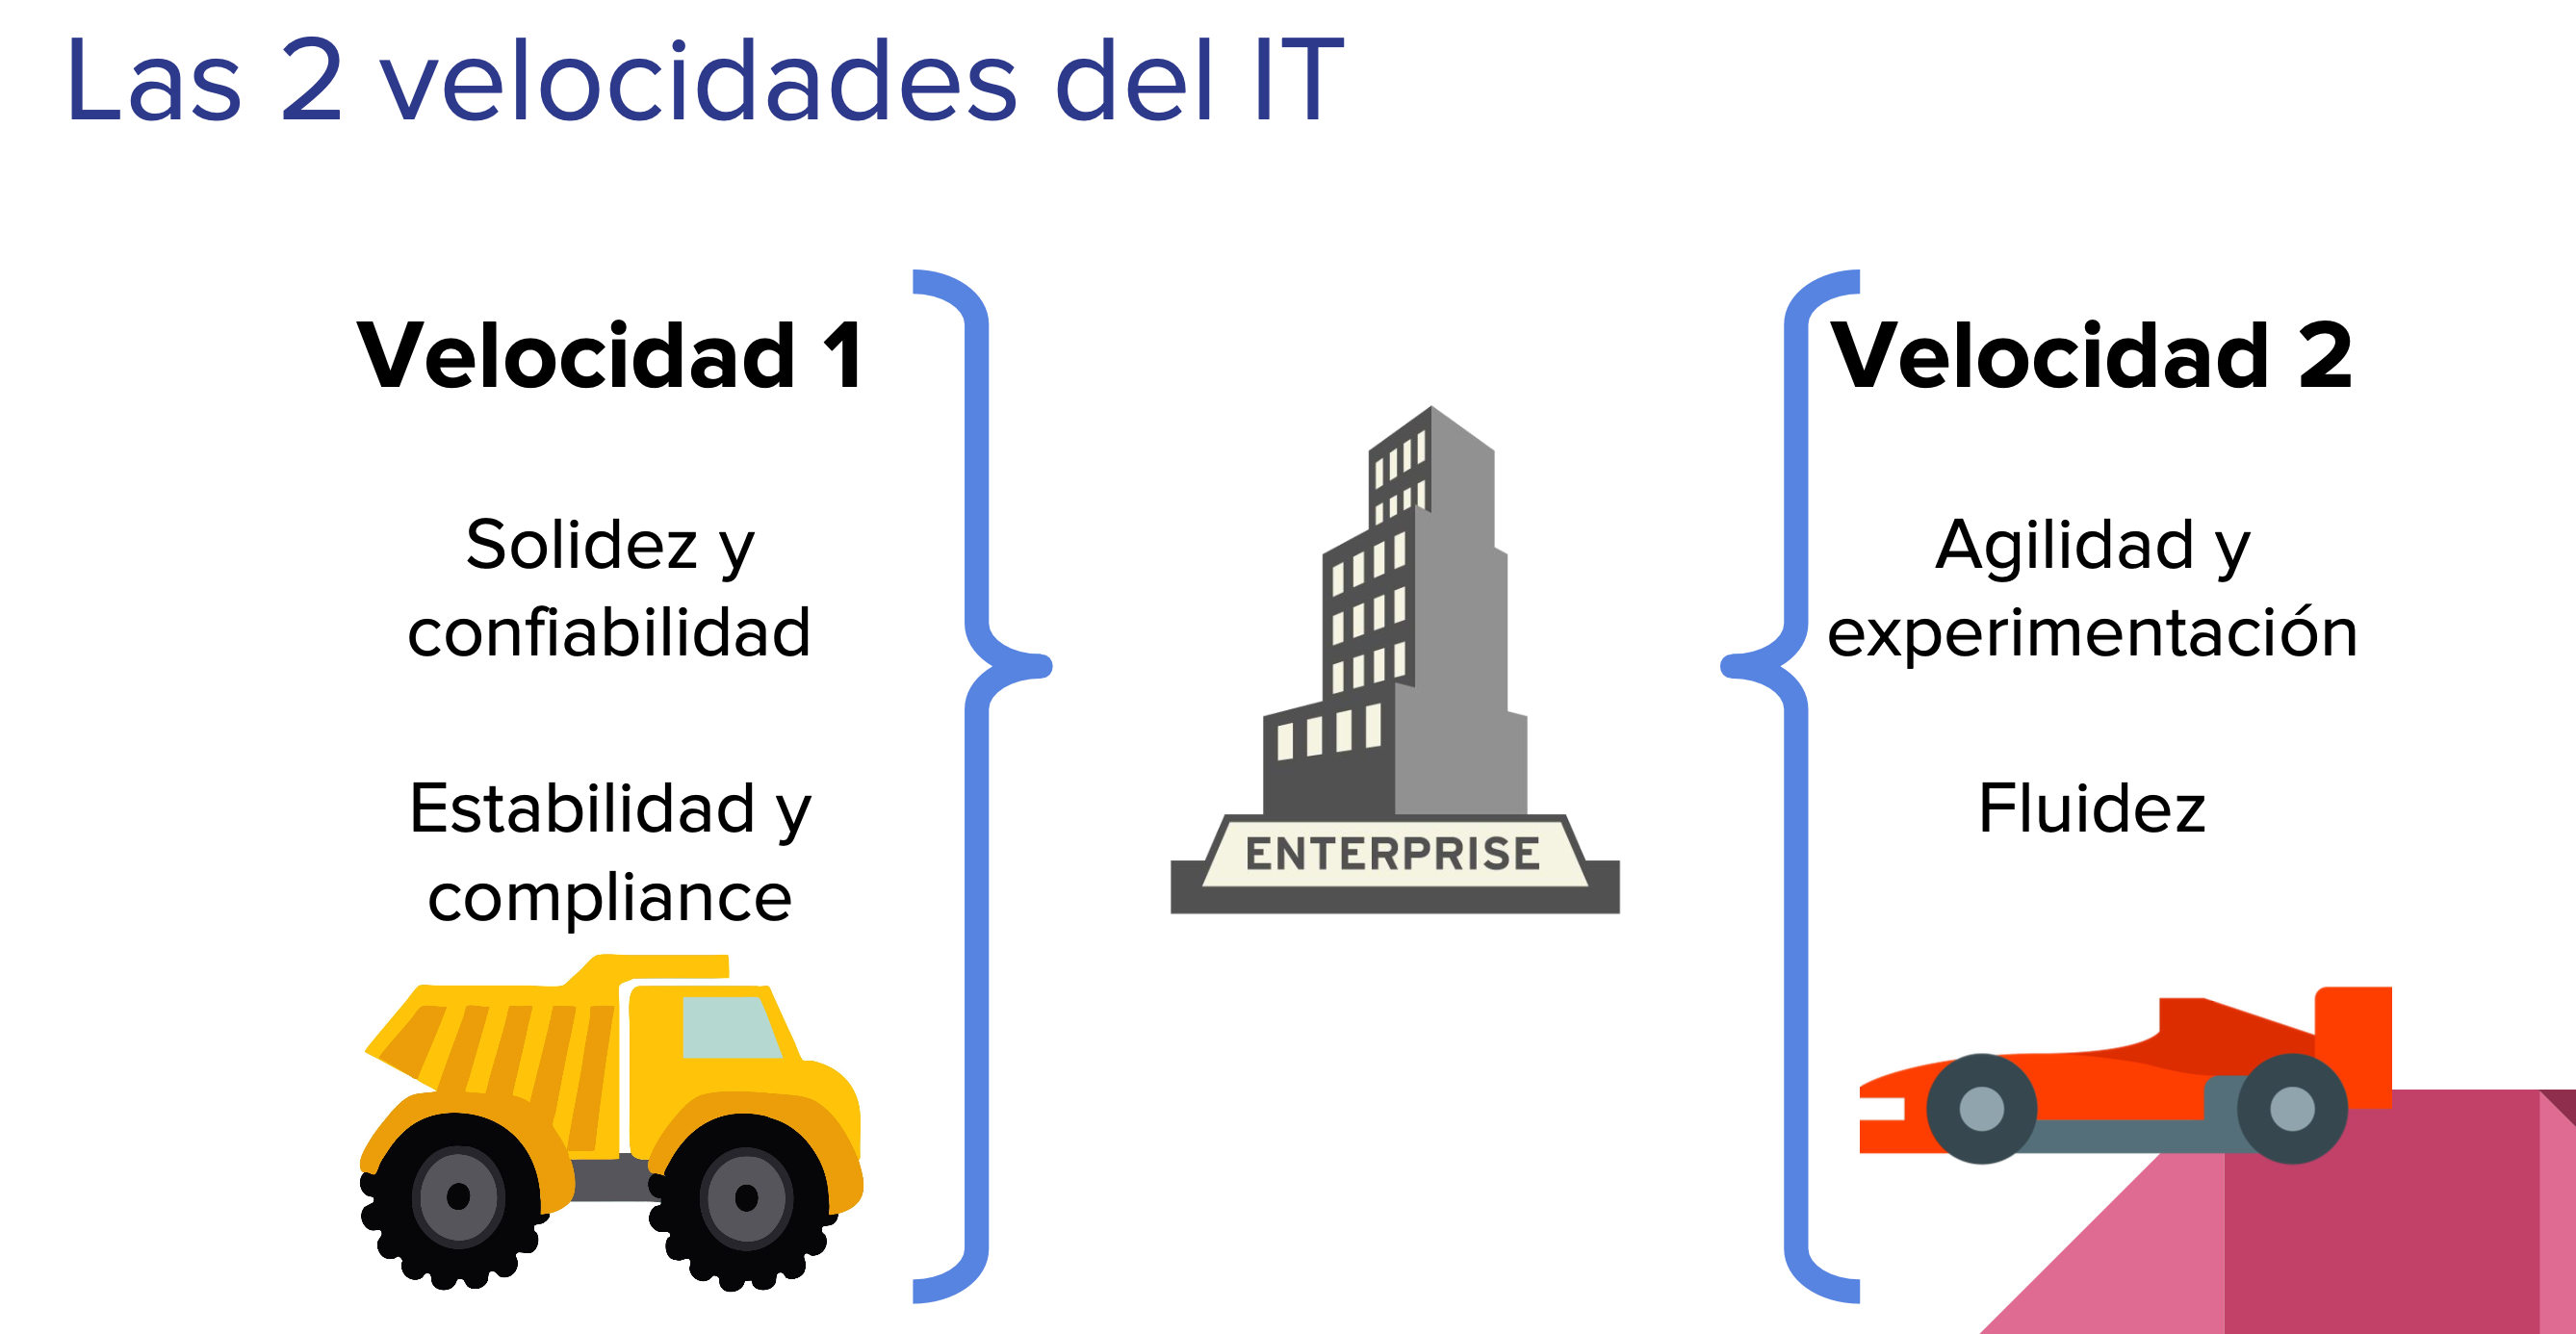 Las 2 velocidades del IT
Velocidad 1
Solidez y
confiabilidad
Estabilidad y
compliance
ENTERPRISE
Velocidad 2
Agilidad y
experimentación
Fluidez